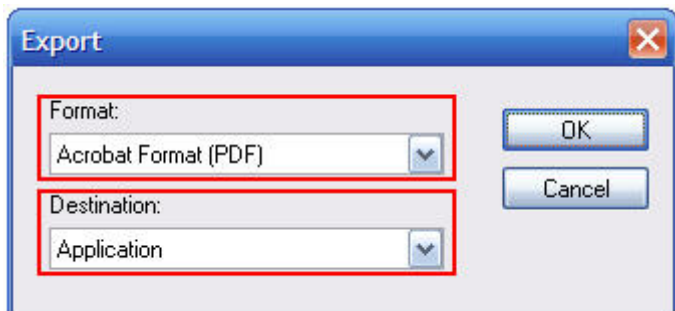 Export
Format:
Acrobat Format (PDF)
OK
Cancel
Destination:
Application